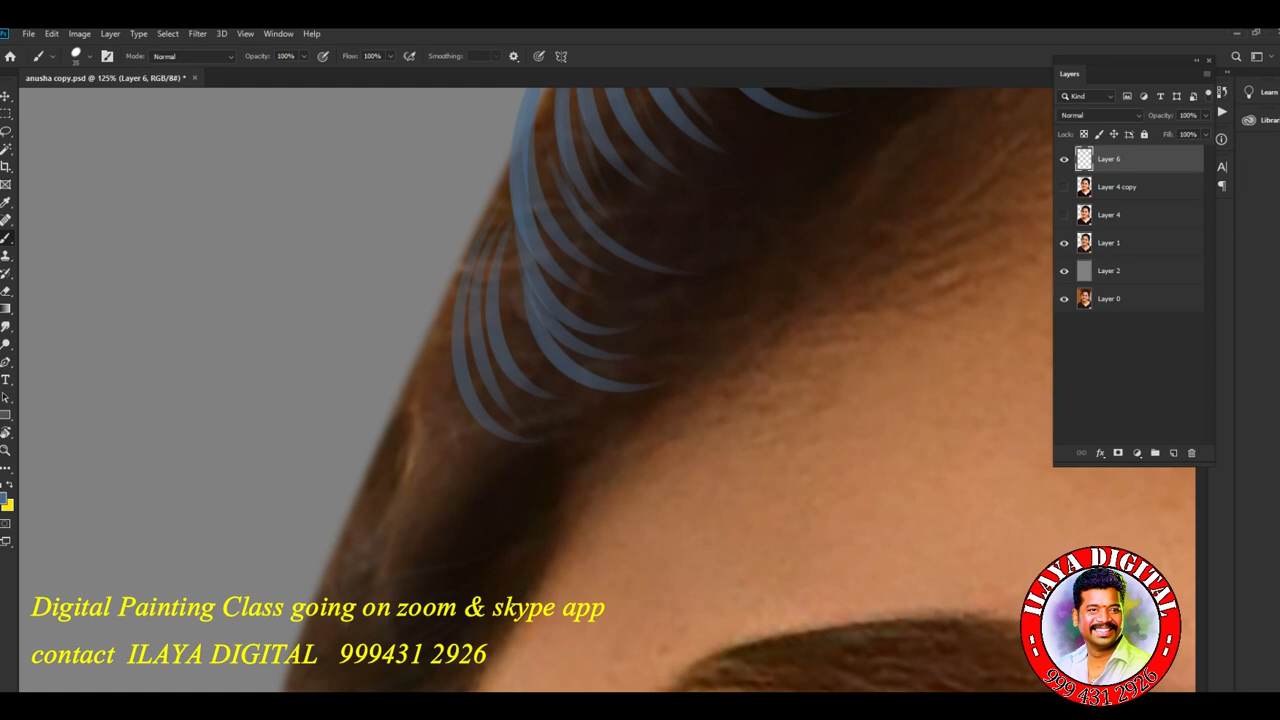 Ps File Edit Image Layer Type Select Filter 3D View Window Help
35 Mode: Normal Opacity: 100% Flow: 100% Smoothing:
anusha copy.psd @ 125% (Layer 6, RGB/8#) * ×
Layers
Kind
Normal Opacity: 100%
Lock: Fill: 100%
Layer 6
Layer 4 copy
Layer 4
Layer 1
Layer 2
Layer 0
fx
Learn
Librar
Digital Painting Class going on zoom & skype app
contact ILAYA DIGITAL 999431 2926
ILAYA DIGITAL
999 431 2926